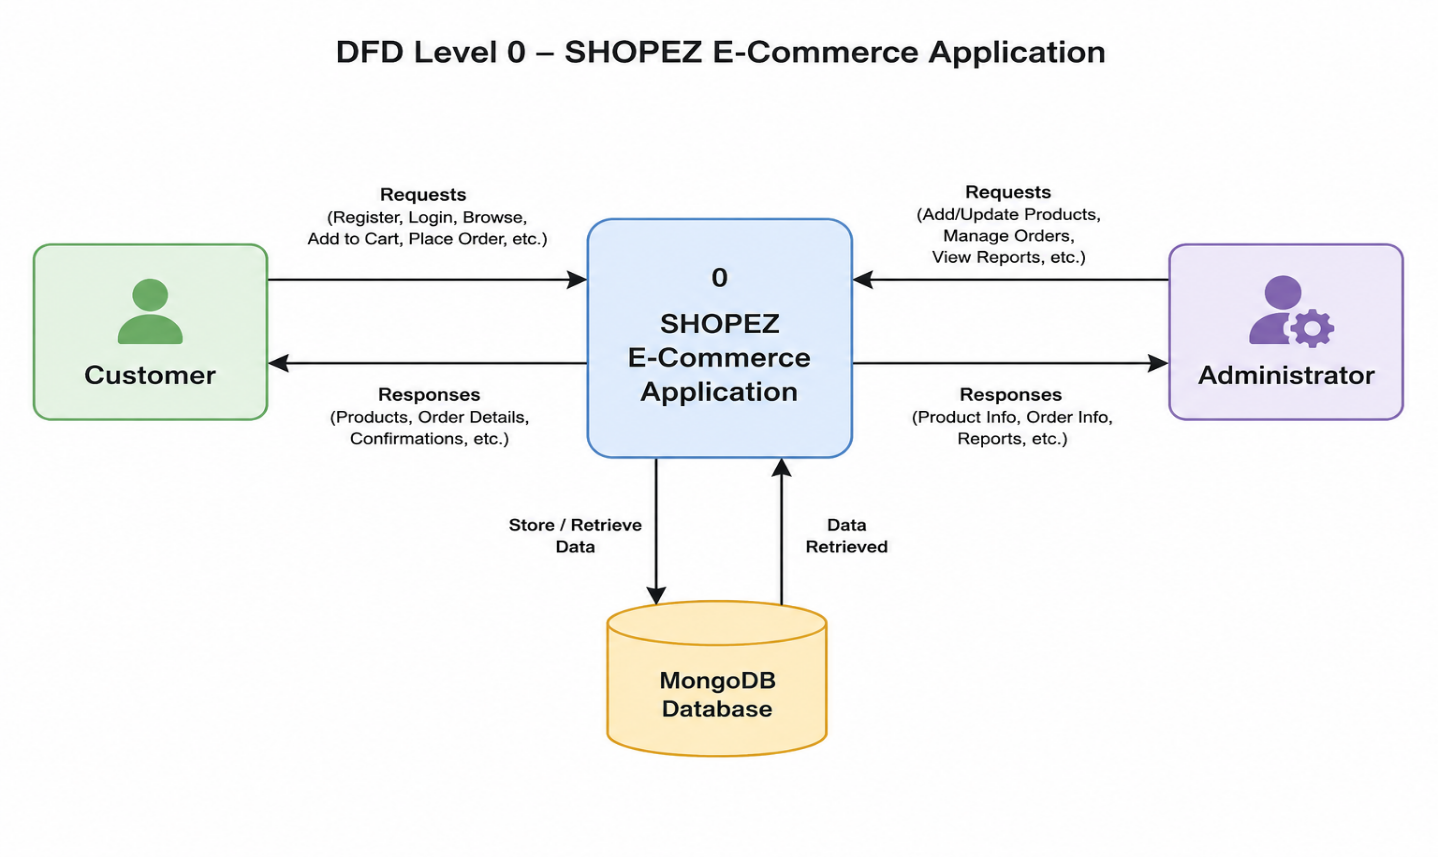 DFD Level 0 – SHOPEZ E-Commerce Application
Requests
(Register, Login, Browse,
Add to Cart, Place Order, etc.)
Requests
(Add/Update Products,
Manage Orders,
View Reports, etc.)
Customer
0
SHOPEZ
E-Commerce
Application
Administrator
Responses
(Products, Order Details,
Confirmations, etc.)
Responses
(Product Info, Order Info,
Reports, etc.)
Store / Retrieve
Data
Data
Retrieved
MongoDB
Database